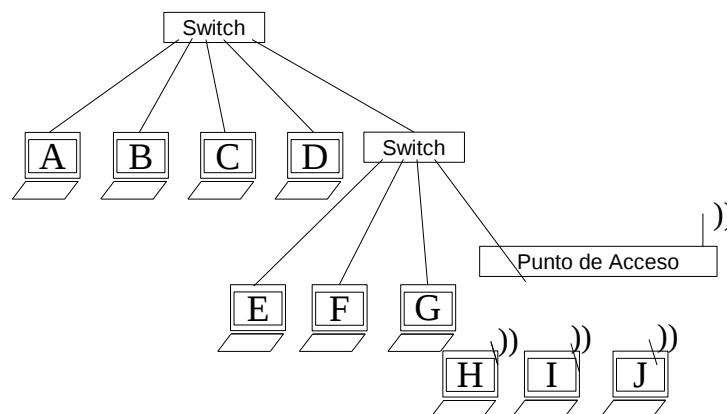 Switch
A B C D
Switch
Punto de Acceso
E F G
H I J